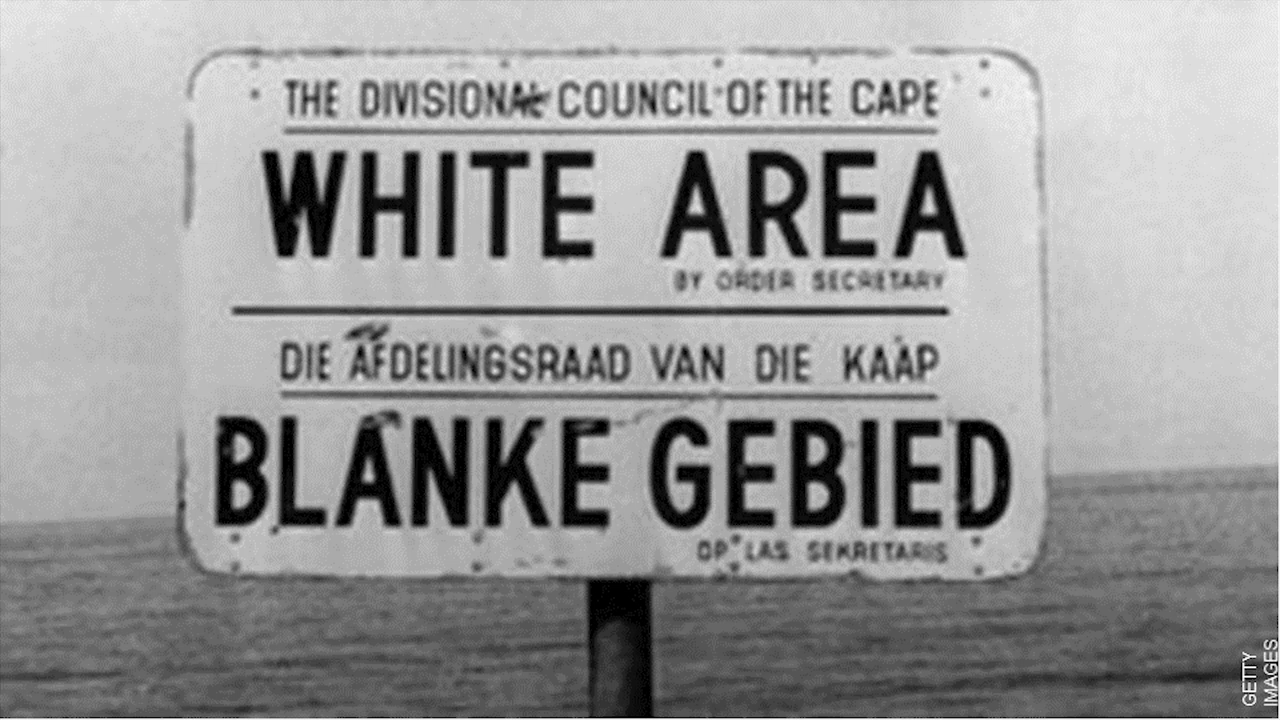 THE DIVISIONAL COUNCIL OF THE CAPE
WHITE AREA
BY ORDER SECRETARY
DIE AFDELINGSRAAD VAN DIE KAAP
BLANKE GEBIED
OP LAS SEKRETARIS
GETTY
IMAGES